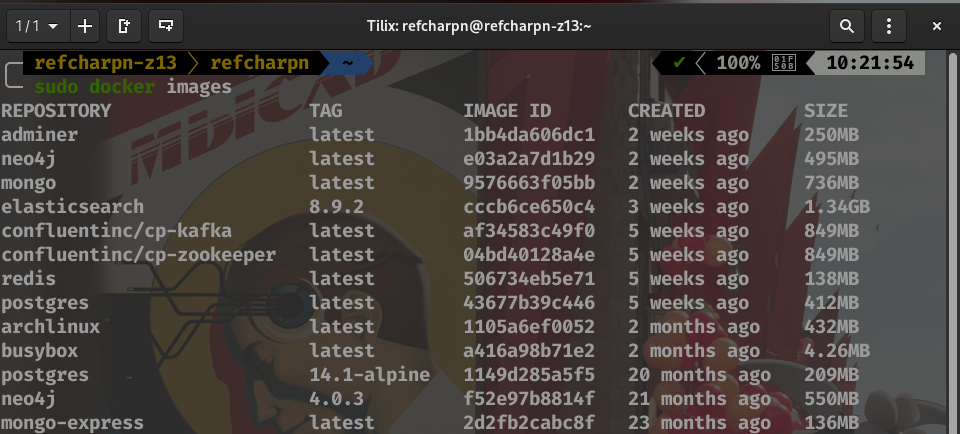 1/1
Tilix: refcharpn@refcharpn-z13:~
refcharpn-z13 refcharpn ~ ✔ 100% 10:21:54
sudo docker images
REPOSITORY TAG IMAGE ID CREATED SIZE
adminer latest 1bb4da606dc1 2 weeks ago 250MB
neo4j latest e03a2a7d1b29 2 weeks ago 495MB
mongo latest 9576663f05bb 2 weeks ago 736MB
elasticsearch 8.9.2 cccb6ce650c4 3 weeks ago 1.34GB
confluentinc/cp-kafka latest af34583c49f0 5 weeks ago 849MB
confluentinc/cp-zookeeper latest 04bd40128a4e 5 weeks ago 849MB
redis latest 506734eb5e71 5 weeks ago 138MB
postgres latest 43677b39c446 5 weeks ago 412MB
archlinux latest 1105a6ef0052 2 months ago 432MB
busybox latest a416a98b71e2 2 months ago 4.26MB
postgres 14.1-alpine 1149d285a5f5 20 months ago 209MB
neo4j 4.0.3 f52e97b8814f 21 months ago 550MB
mongo-express latest 2d2fb2cabc8f 23 months ago 136MB